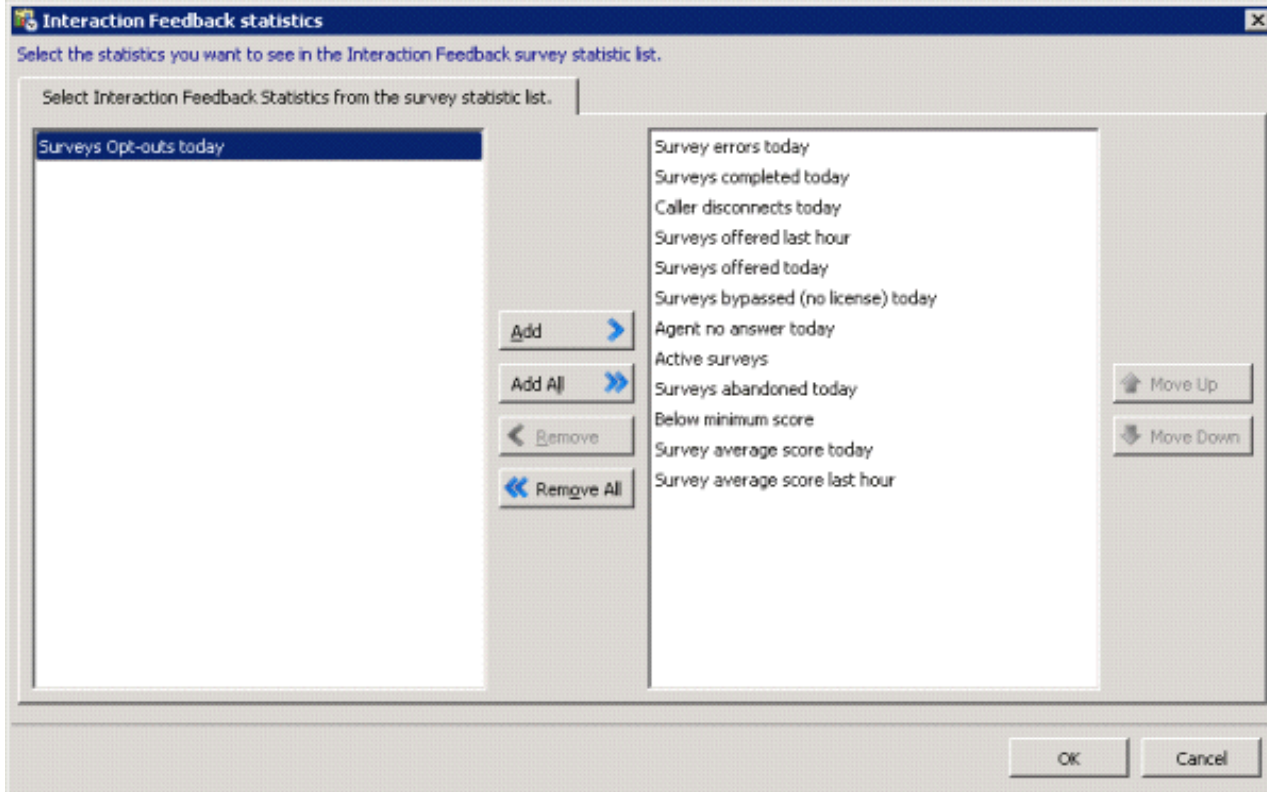 Interaction Feedback statistics
Select the statistics you want to see in the Interaction Feedback survey statistic list.
Select Interaction Feedback Statistics from the survey statistic list.
Surveys Opt-outs today
Add
Add All
Remove
Remove All
Survey errors today
Surveys completed today
Caller disconnects today
Surveys offered last hour
Surveys offered today
Surveys bypassed (no license) today
Agent no answer today
Active surveys
Surveys abandoned today
Below minimum score
Survey average score today
Survey average score last hour
Move Up
Move Down
OK
Cancel